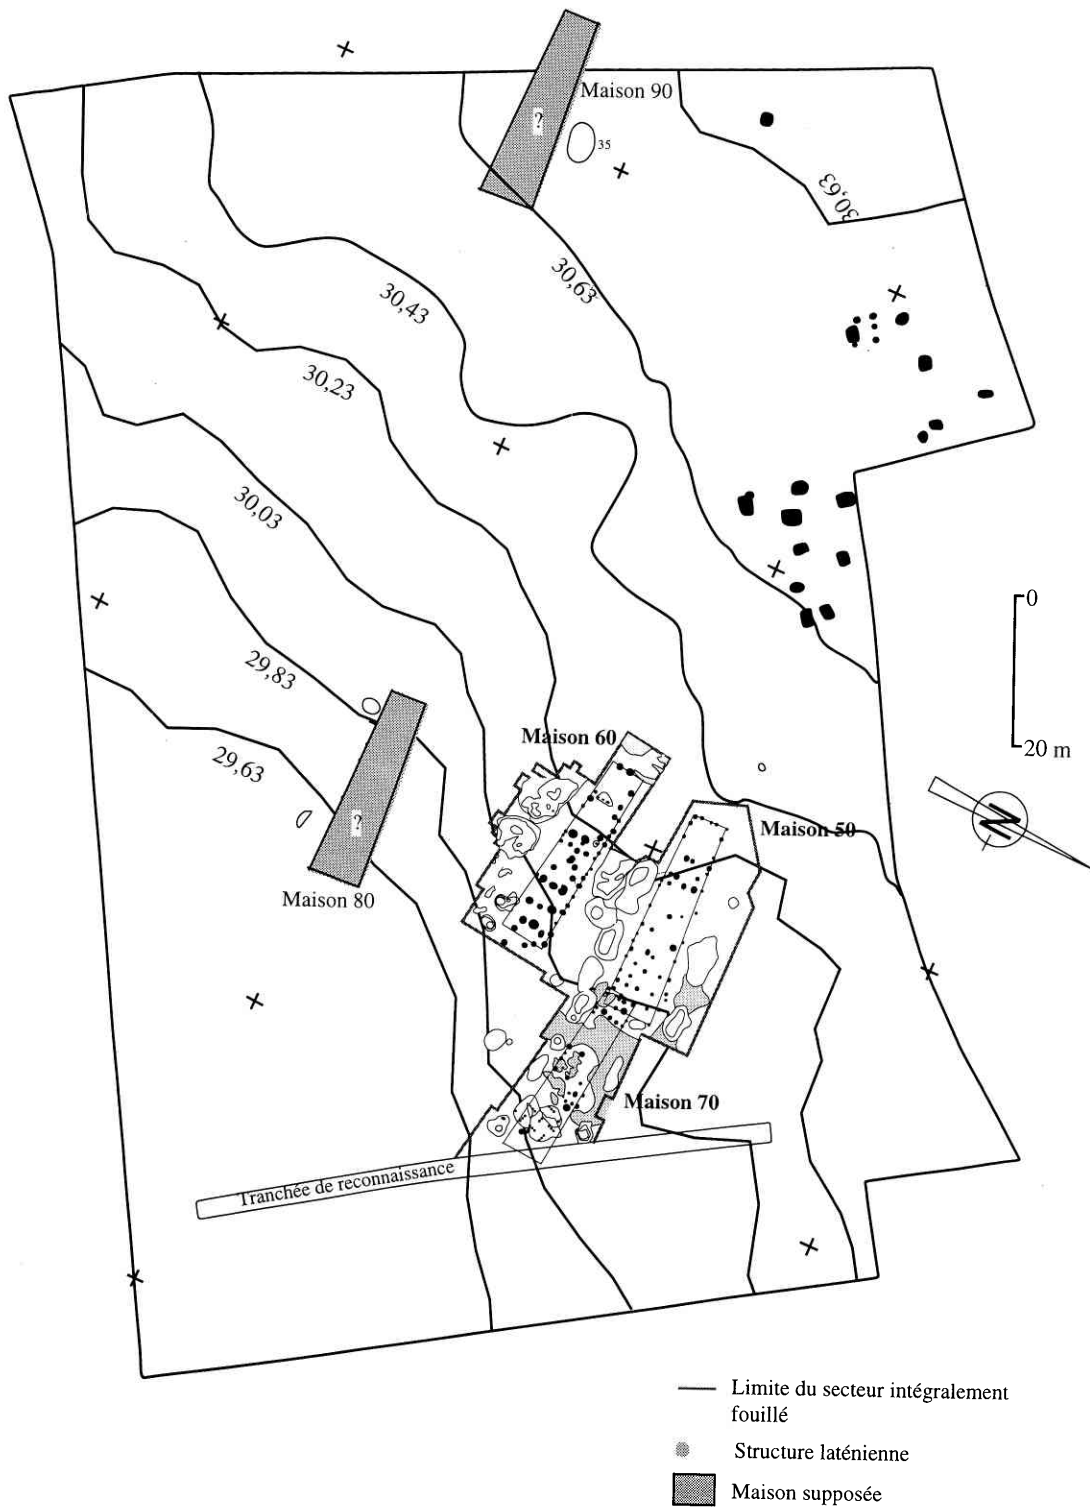 Maison 90
?
35
30,63
30,63
30,43
30,23
30,03
29,83
29,63
0
20 m
Maison 60
Maison 50
N
?
Maison 80
Maison 70
Tranchée de reconnaissance
Limite du secteur intégralement
fouillé
Structure laténienne
Maison supposée